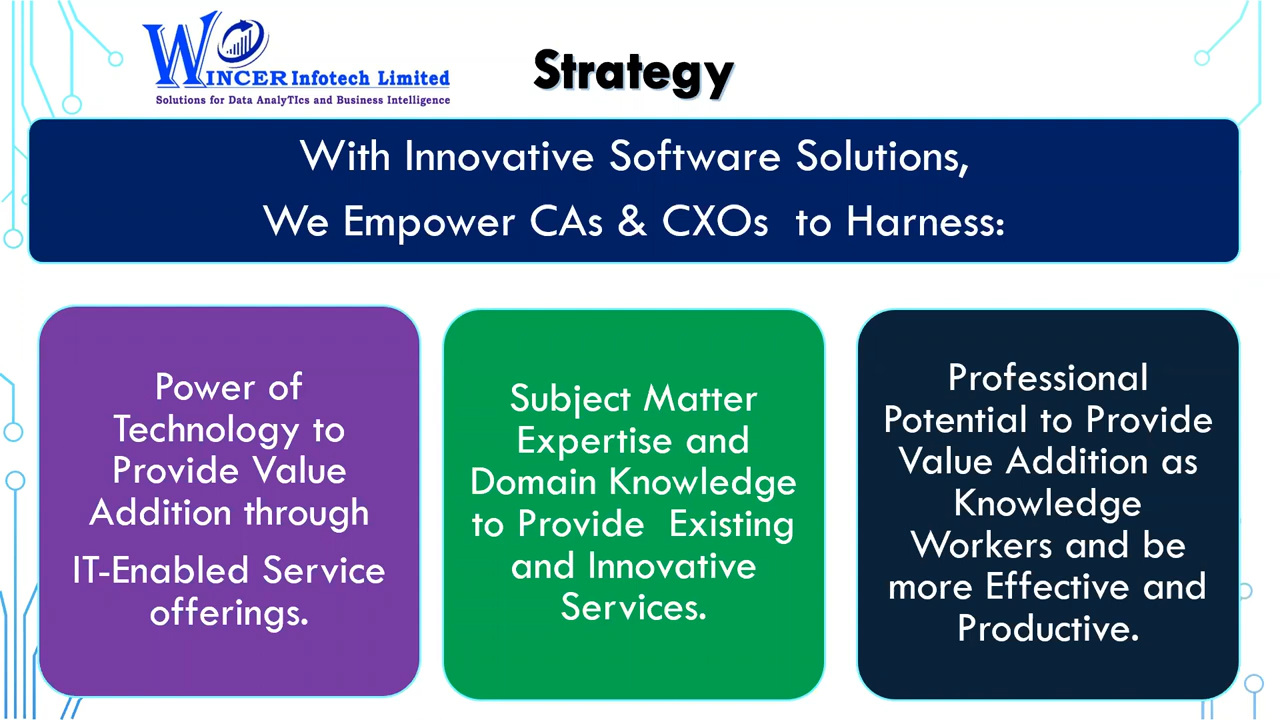 WINCER Infotech Limited
Solutions for Data AnalyTIcs and Business Intelligence
Strategy
With Innovative Software Solutions,
We Empower CAs & CXOs to Harness:
Power of
Technology to
Provide Value
Addition through
IT-Enabled Service
offerings.
Subject Matter
Expertise and
Domain Knowledge
to Provide Existing
and Innovative
Services.
Professional
Potential to Provide
Value Addition as
Knowledge
Workers and be
more Effective and
Productive.